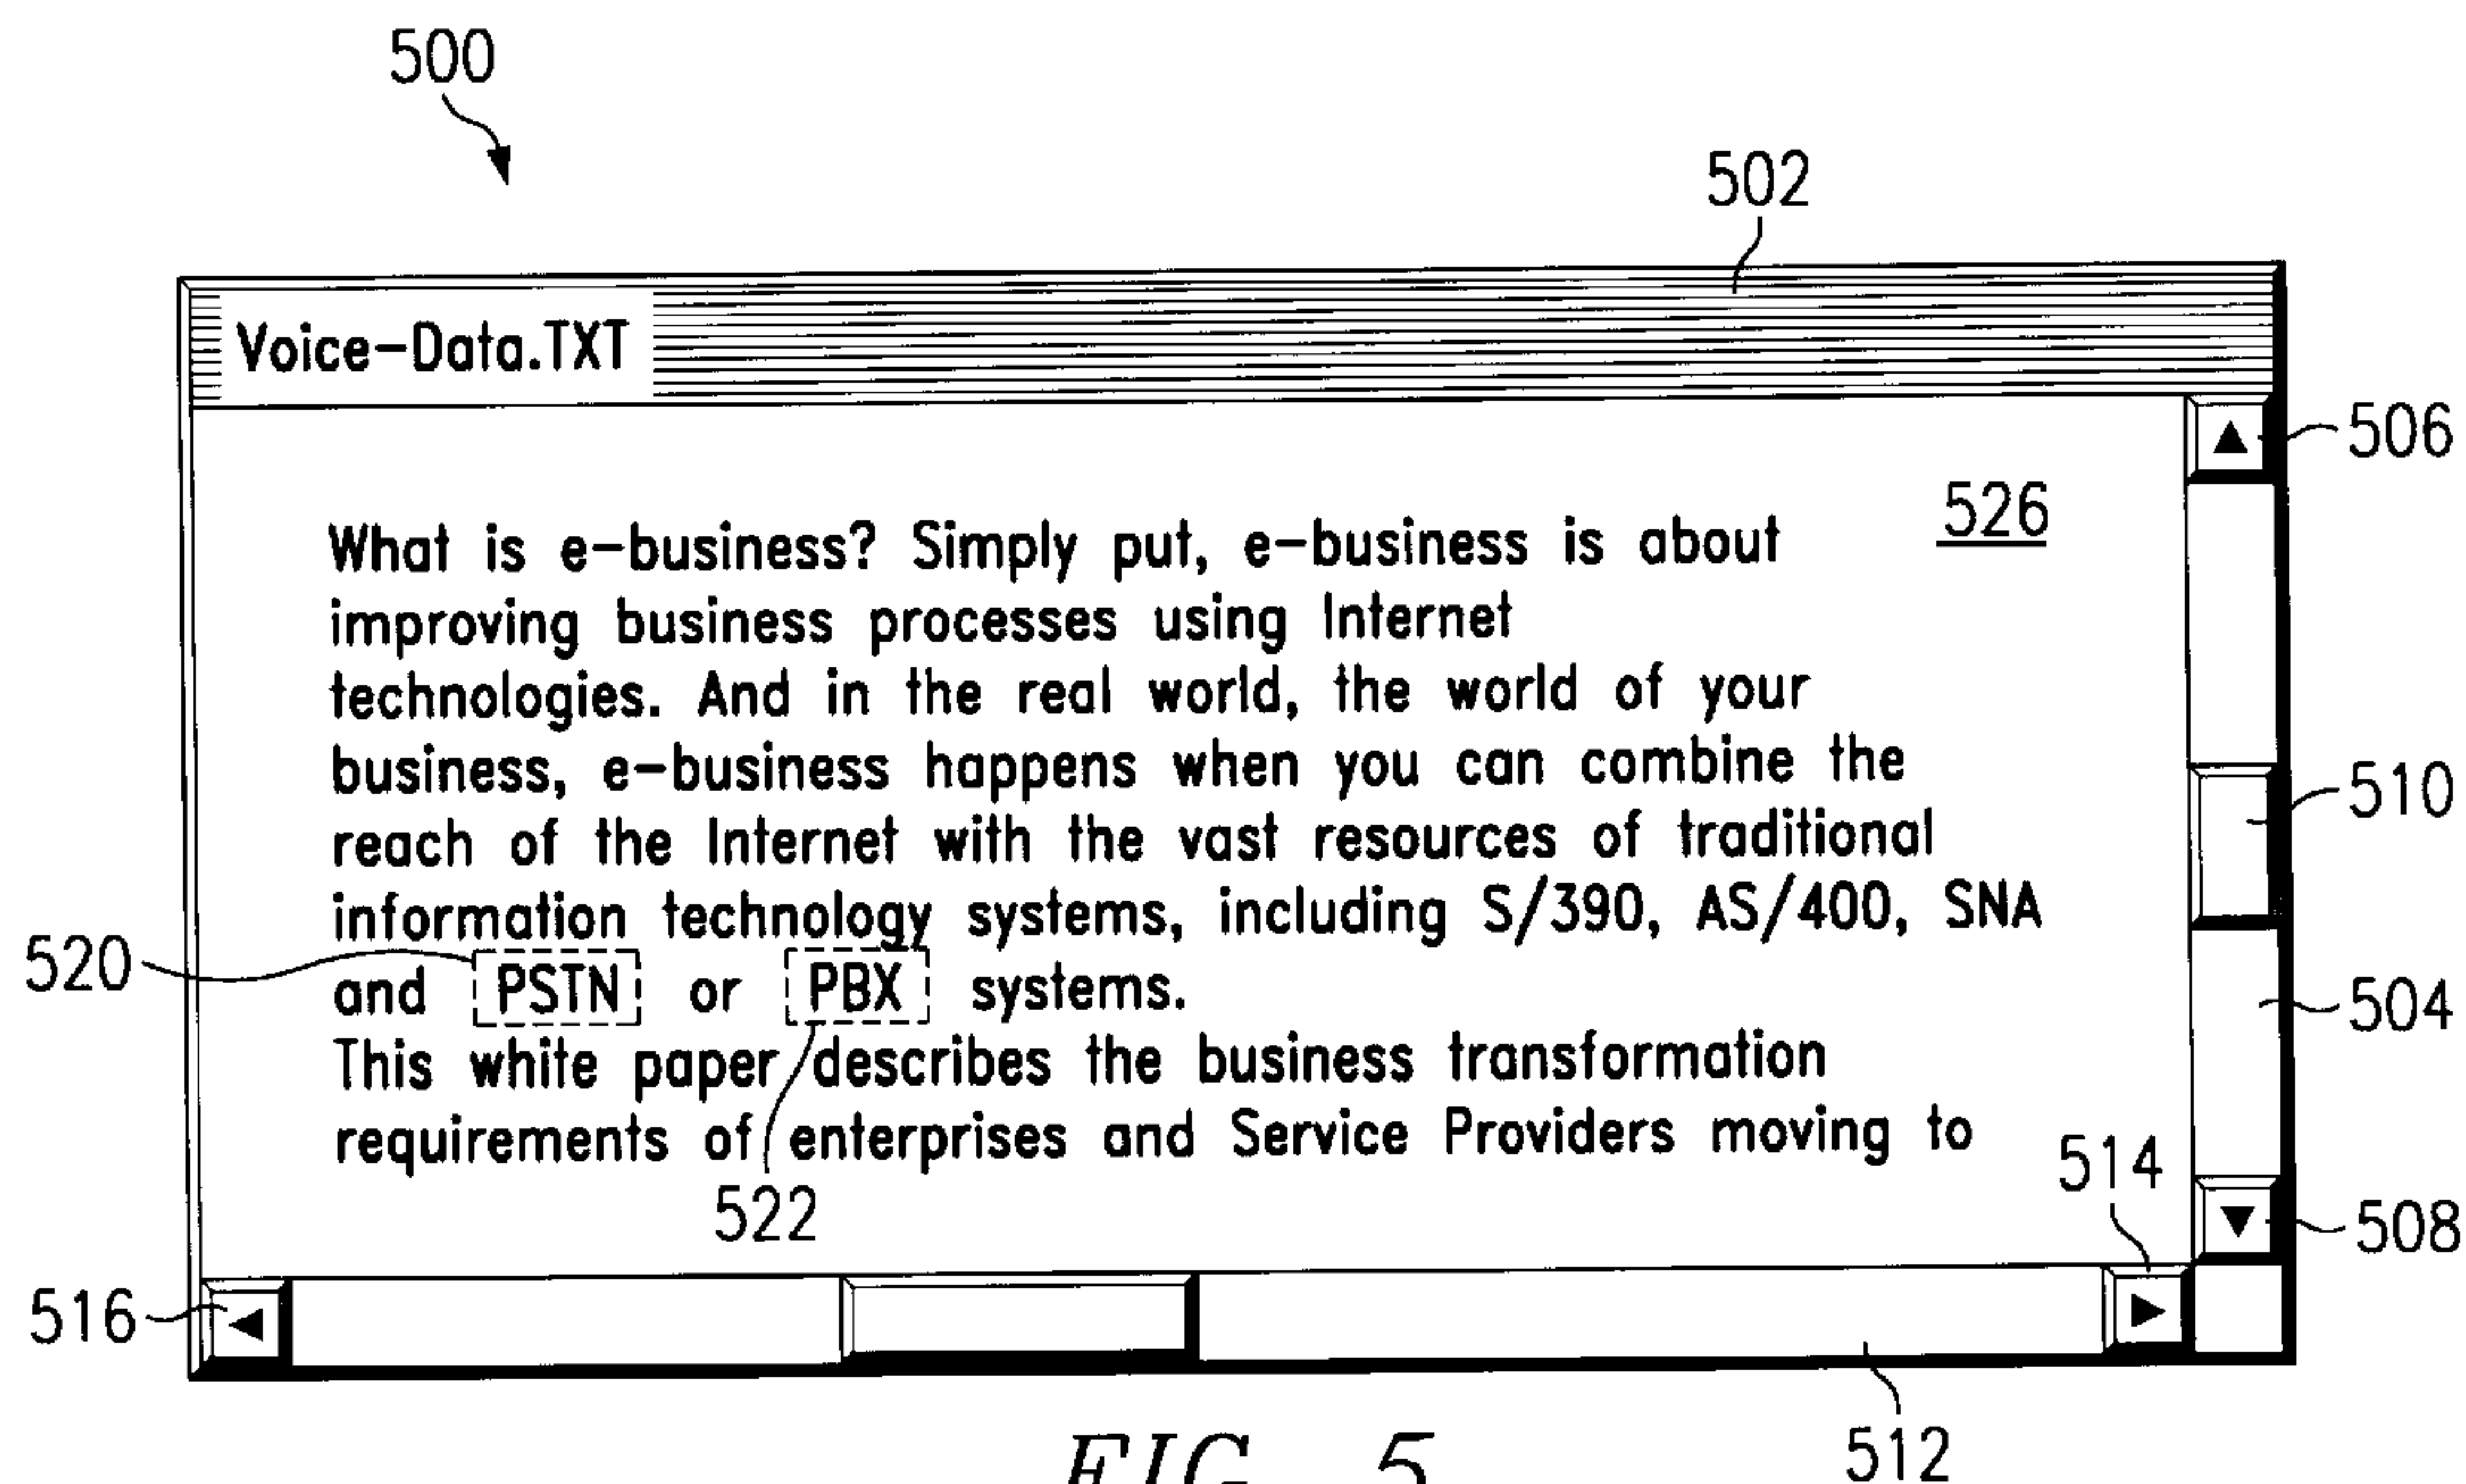 500
502
Voice-Data.TXT
506
526
What is e-business? Simply put, e-business is about
improving business processes using Internet
technologies. And in the real world, the world of your
business, e-business happens when you can combine the
510
reach of the Internet with the vast resources of traditional
information technology systems, including S/390, AS/400, SNA
520
and PSTN or PBX systems.
504
This white paper describes the business transformation
requirements of enterprises and Service Providers moving to
514
522
508
516
512
FIG. 5